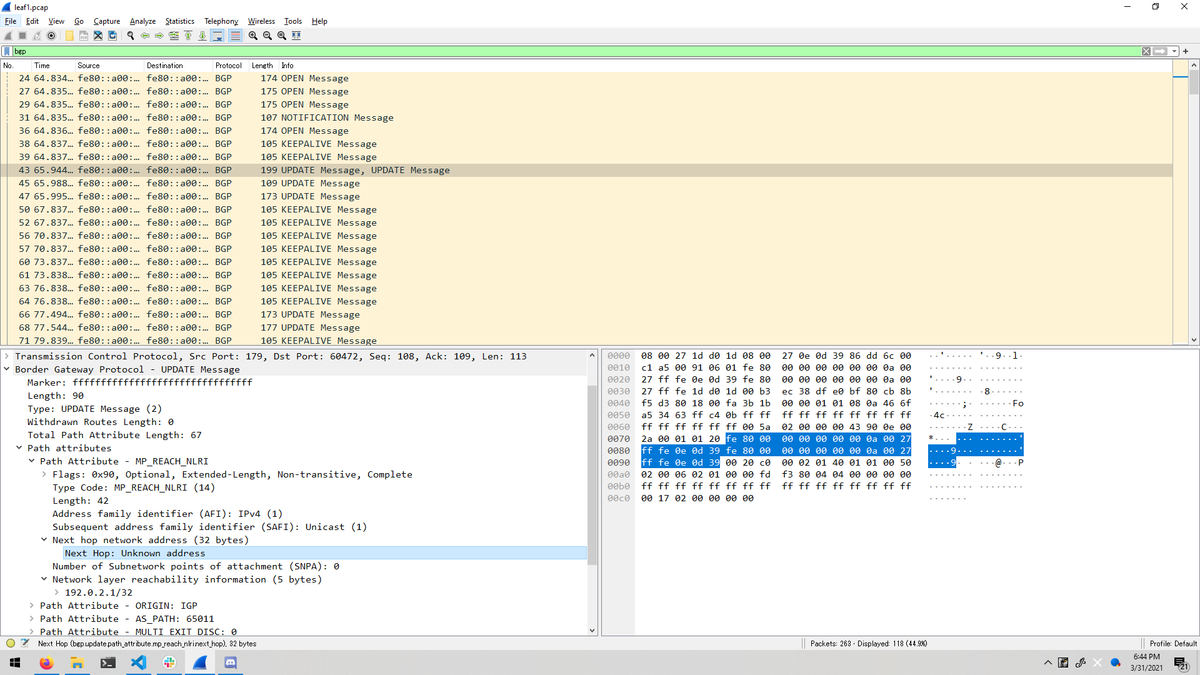 leaf1.pcap
File Edit View Go Capture Analyze Statistics Telephony Wireless Tools Help
bgp
No. Time Source Destination Protocol Length Info
24 64.834… fe80::a00:… fe80::a00:… BGP 174 OPEN Message
27 64.835… fe80::a00:… fe80::a00:… BGP 175 OPEN Message
29 64.835… fe80::a00:… fe80::a00:… BGP 175 OPEN Message
31 64.835… fe80::a00:… fe80::a00:… BGP 107 NOTIFICATION Message
36 64.836… fe80::a00:… fe80::a00:… BGP 174 OPEN Message
38 64.837… fe80::a00:… fe80::a00:… BGP 105 KEEPALIVE Message
39 64.837… fe80::a00:… fe80::a00:… BGP 105 KEEPALIVE Message
43 65.944… fe80::a00:… fe80::a00:… BGP 199 UPDATE Message, UPDATE Message
45 65.988… fe80::a00:… fe80::a00:… BGP 109 UPDATE Message
47 65.995… fe80::a00:… fe80::a00:… BGP 173 UPDATE Message
50 67.837… fe80::a00:… fe80::a00:… BGP 105 KEEPALIVE Message
52 67.837… fe80::a00:… fe80::a00:… BGP 105 KEEPALIVE Message
56 70.837… fe80::a00:… fe80::a00:… BGP 105 KEEPALIVE Message
57 70.837… fe80::a00:… fe80::a00:… BGP 105 KEEPALIVE Message
60 73.837… fe80::a00:… fe80::a00:… BGP 105 KEEPALIVE Message
61 73.838… fe80::a00:… fe80::a00:… BGP 105 KEEPALIVE Message
63 76.838… fe80::a00:… fe80::a00:… BGP 105 KEEPALIVE Message
64 76.838… fe80::a00:… fe80::a00:… BGP 105 KEEPALIVE Message
66 77.494… fe80::a00:… fe80::a00:… BGP 173 UPDATE Message
68 77.544… fe80::a00:… fe80::a00:… BGP 177 UPDATE Message
71 79.839… fe80::a00:… fe80::a00:… BGP 105 KEEPALIVE Message
Transmission Control Protocol, Src Port: 179, Dst Port: 60472, Seq: 108, Ack: 109, Len: 113
Border Gateway Protocol - UPDATE Message
Marker: ffffffffffffffffffffffffffffffff
Length: 90
Type: UPDATE Message (2)
Withdrawn Routes Length: 0
Total Path Attribute Length: 67
Path attributes
Path Attribute - MP_REACH_NLRI
Flags: 0x90, Optional, Extended-Length, Non-transitive, Complete
Type Code: MP_REACH_NLRI (14)
Length: 42
Address family identifier (AFI): IPv4 (1)
Subsequent address family identifier (SAFI): Unicast (1)
Next hop network address (32 bytes)
Next Hop: Unknown address
Number of Subnetwork points of attachment (SNPA): 0
Network layer reachability information (5 bytes)
192.0.2.1/32
Path Attribute - ORIGIN: IGP
Path Attribute - AS_PATH: 65011
Path Attribute - MULTI_EXIT_DISC: 0
0000 08 00 27 1d d0 1d 08 00 27 0e 0d 39 86 dd 6c 00 ··'····· '··9··l·
0010 c1 a5 00 91 06 01 fe 80 00 00 00 00 00 00 0a 00 ········ ········
0020 27 ff fe 0e 0d 39 fe 80 00 00 00 00 00 00 0a 00 '····9·· ········
0030 27 ff fe 1d d0 1d 00 b3 ec 38 df e0 bf 80 cb 8b '······· ·8······
0040 f5 d3 80 18 00 fa 3b 1b 00 00 01 01 08 0a 46 6f ······;· ······Fo
0050 a5 34 63 ff c4 0b ff ff ff ff ff ff ff ff ff ff ·4c····· ········
0060 ff ff ff ff ff ff 00 5a 02 00 00 00 43 90 0e 00 ·······Z ····C···
0070 2a 00 01 01 20 fe 80 00 00 00 00 00 00 0a 00 27 *··· ··· ·······'
0080 ff fe 0e 0d 39 fe 80 00 00 00 00 00 00 0a 00 27 ····9··· ·······'
0090 ff fe 0e 0d 39 00 20 c0 00 02 01 40 01 01 00 50 ····9· · ···@···P
00a0 02 00 06 02 01 00 00 fd f3 80 04 04 00 00 00 00 ········ ········
00b0 ff ff ff ff ff ff ff ff ff ff ff ff ff ff ff ff ········ ········
00c0 00 17 02 00 00 00 00 ·······
Next Hop (bgp.update.path_attribute.mp_reach_nlri.next_hop), 32 bytes
Packets: 263 · Displayed: 118 (44.9%)
Profile: Default
6:44 PM
3/31/2021
21